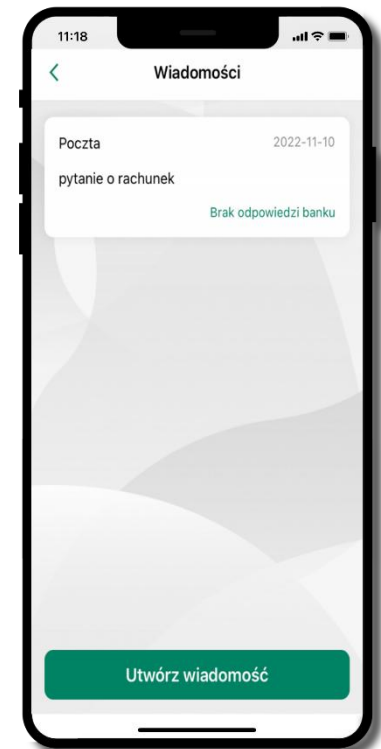 11:18
Wiadomości
Poczta 2022-11-10
pytanie o rachunek
Brak odpowiedzi banku
Utwórz wiadomość